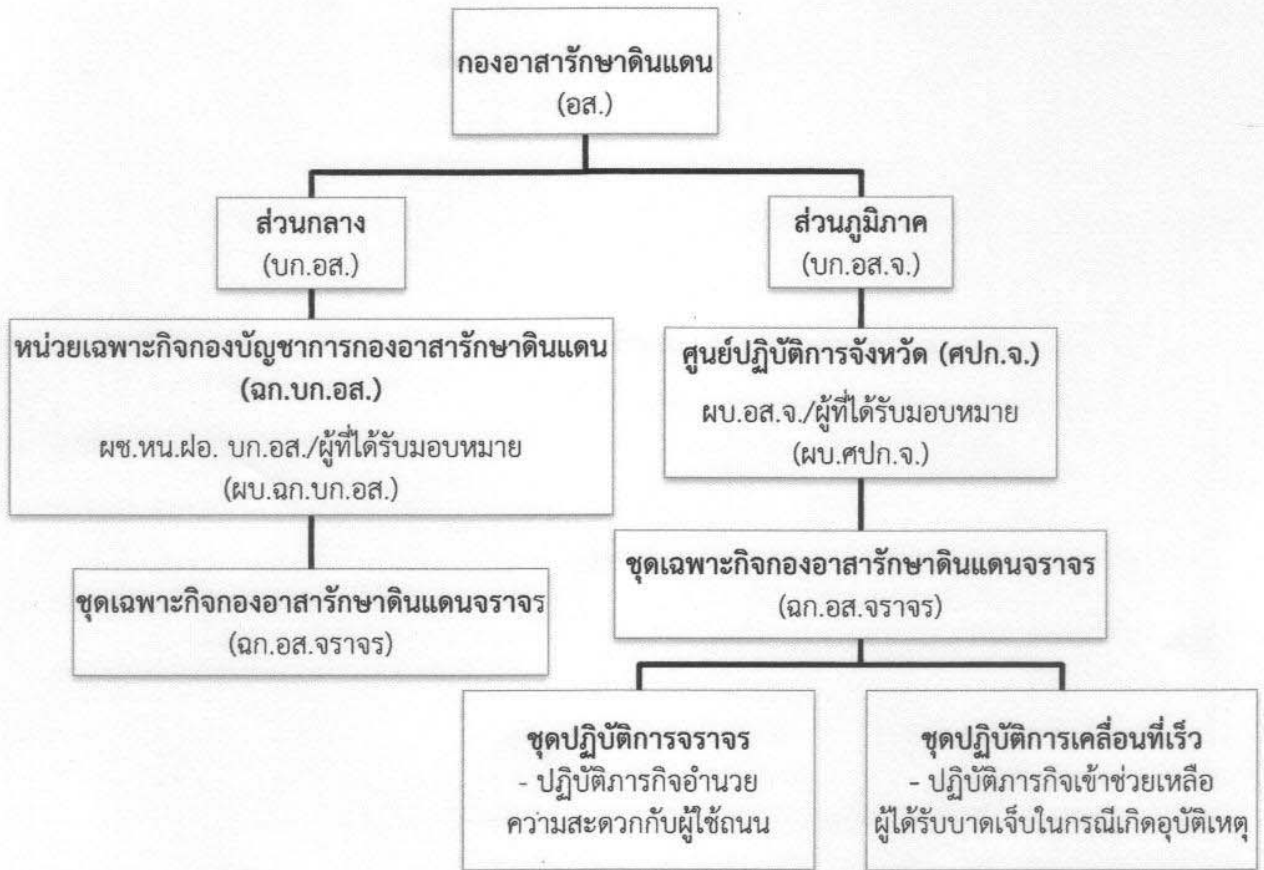 กองอาสารักษาดินแดน
(อส.)
ส่วนกลาง
(บก.อส.)
ส่วนภูมิภาค
(บก.อส.จ.)
หน่วยเฉพาะกิจกองบัญชาการกองอาสารักษาดินแดน
(ฉก.บก.อส.)
ผช.หน.ฝอ. บก.อส./ผู้ที่ได้รับมอบหมาย
(ผบ.ฉก.บก.อส.)
ศูนย์ปฏิบัติการจังหวัด (ศปก.จ.)
ผบ.อส.จ./ผู้ที่ได้รับมอบหมาย
(ผบ.ศปก.จ.)
ชุดเฉพาะกิจกองอาสารักษาดินแดนจราจร
(ฉก.อส.จราจร)
ชุดเฉพาะกิจกองอาสารักษาดินแดนจราจร
(ฉก.อส.จราจร)
ชุดปฏิบัติการจราจร
- ปฏิบัติภารกิจอำนวย
ความสะดวกกับผู้ใช้ถนน
ชุดปฏิบัติการเคลื่อนที่เร็ว
- ปฏิบัติภารกิจเข้าช่วยเหลือ
ผู้ได้รับบาดเจ็บในกรณีเกิดอุบัติเหตุ